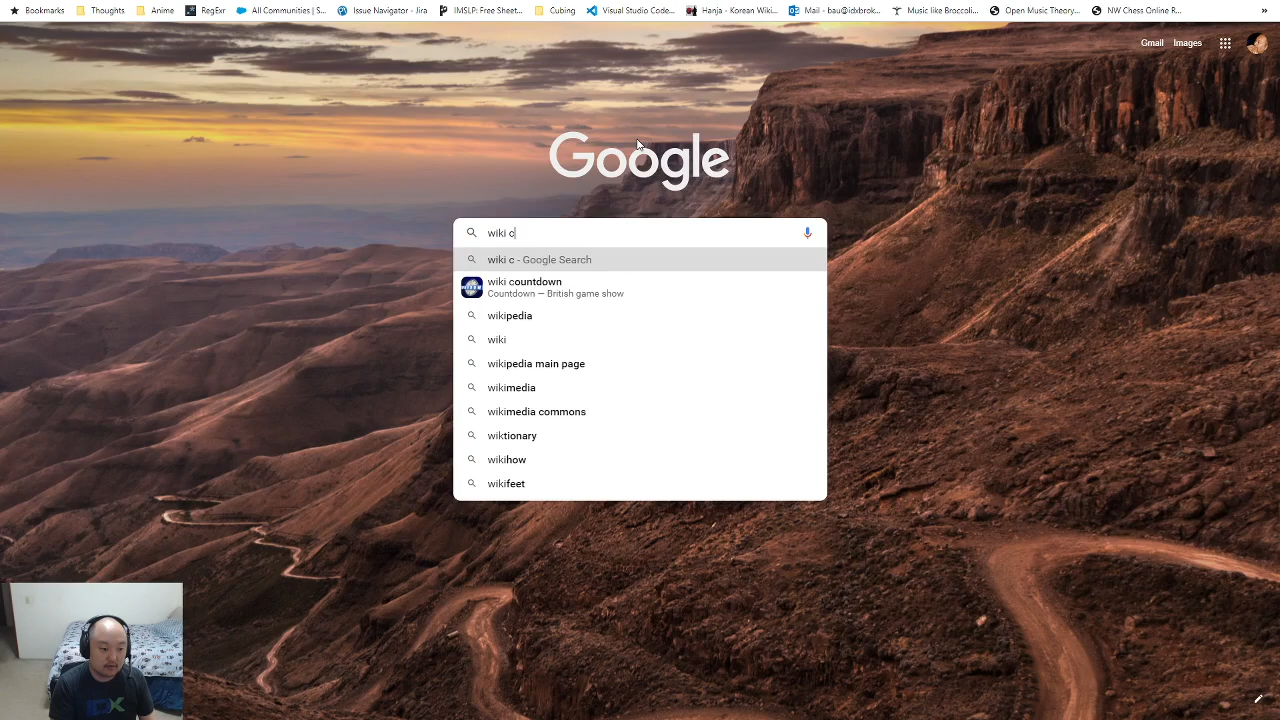 Bookmarks Thoughts Anime RegExr All Communities | S... Issue Navigator - Jira IMSLP: Free Sheet... Cubing Visual Studio Code... Hanja - Korean Wiki... Mail - bau@idxbrok... Music like Broccoli... Open Music Theory... NW Chess Online R... »
Gmail Images
Google
wiki c
wiki c - Google Search
wiki countdown
Countdown — British game show
wikipedia
wiki
wikipedia main page
wikimedia
wikimedia commons
wiktionary
wikihow
wikifeet
IDX